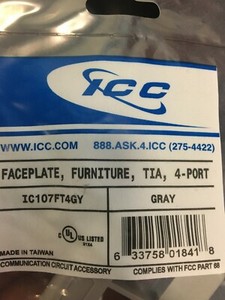 ICC
WWW.ICC.COM 888.ASK.4.ICC (275-4422)
FACEPLATE, FURNITURE, TIA, 4-PORT
IC107FT4GY GRAY
C UL US LISTED
6 33758 01841 8
MADE IN TAIWAN
COMMUNICATION CIRCUIT ACCESSORY COMPLIES WITH FCC PART 68